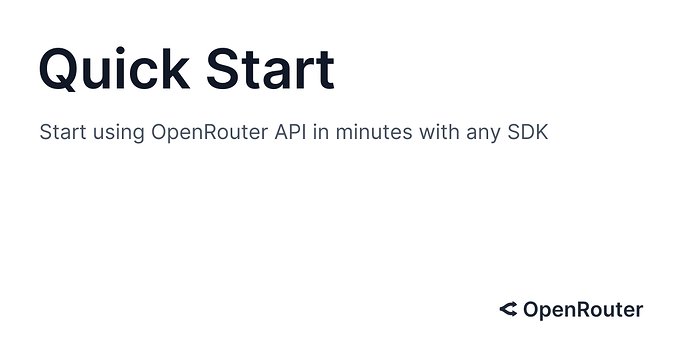 Quick Start
Start using OpenRouter API in minutes with any SDK
OpenRouter